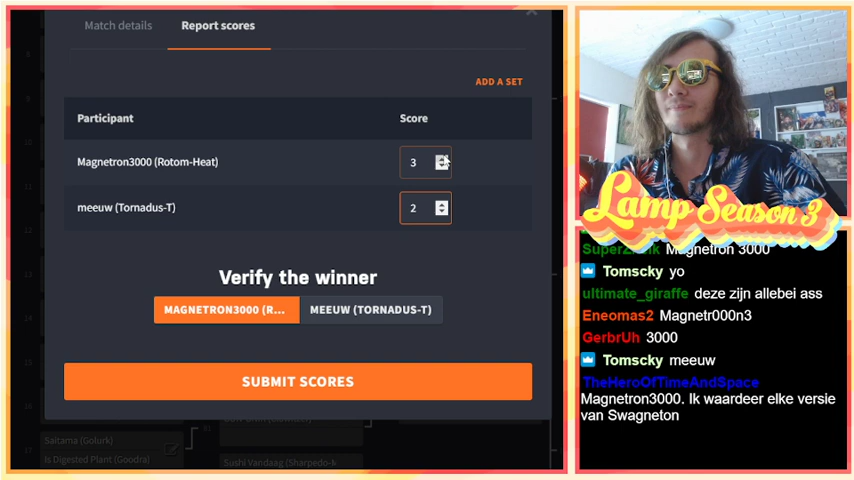 Match details
Report scores
ADD A SET
Participant
Score
Magnetron3000 (Rotom-Heat)
3
meeuw (Tornadus-T)
2
Verify the winner
MAGNETRON3000 (R...
MEEUW (TORNADUS-T)
SUBMIT SCORES
Saltama (Golurk)
Is Digested Plant (Goodra)
Sushi Vandaag (Sharpedo-M
Lamp Season 3
Magnetron 3000
Tomscky yo
ultimate_giraffe deze zijn allebei ass
Eneomas2 Magnetr000n3
GerbrUh 3000
Tomscky meeuw
TheHeroOfTimeAndSpace
Magnetron3000. Ik waardeer elke versie
van Swagneton